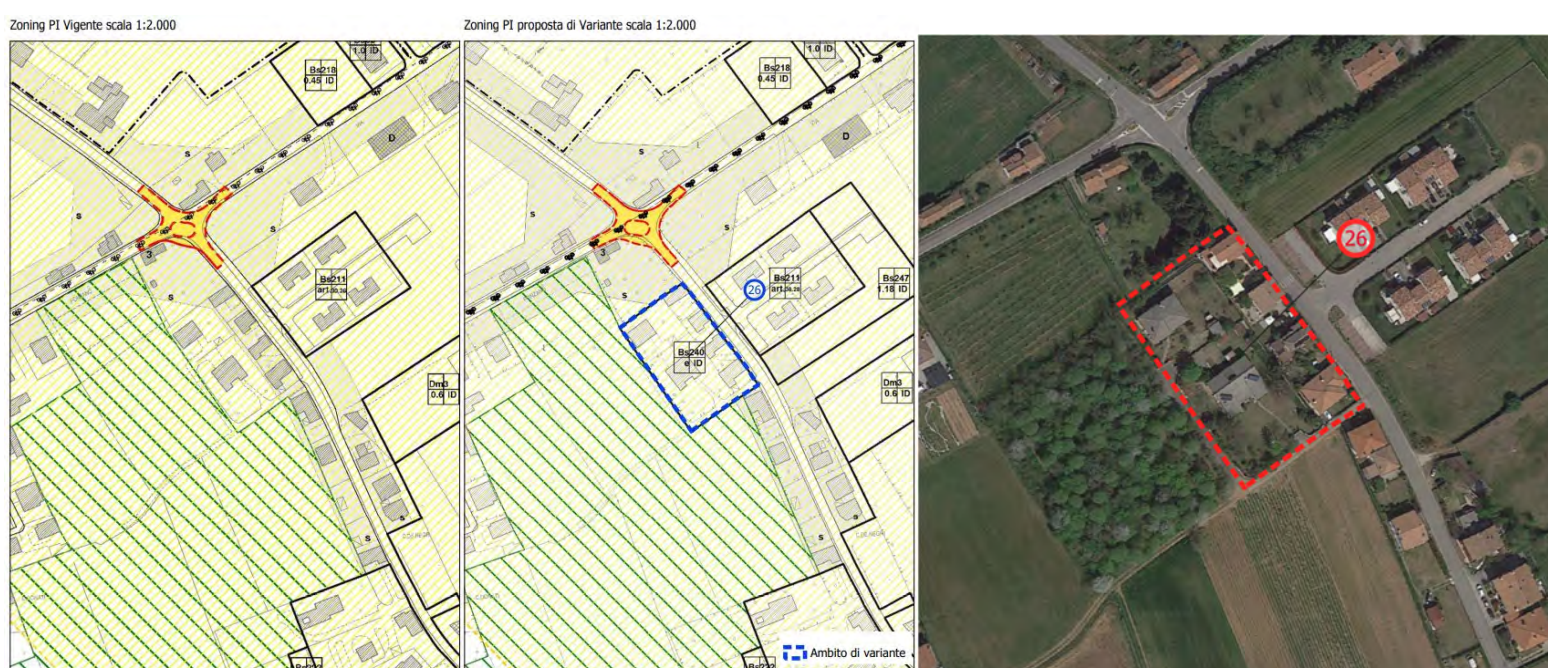 Zoning PI Vigente scala 1:2.000
1.0 ID
Bs218
0.45 ID
D
s
s
s
3
s
Bs211
Dm3
0.6 ID
s
s
Zoning PI proposta di Variante scala 1:2.000
1.0 ID
Bs218
0.45 ID
D
s
s
s
3
s
26
Bs211
Bs247
1.18 ID
Bs240
e ID
Dm3
0.6 ID
s
s
Ambito di variante
26